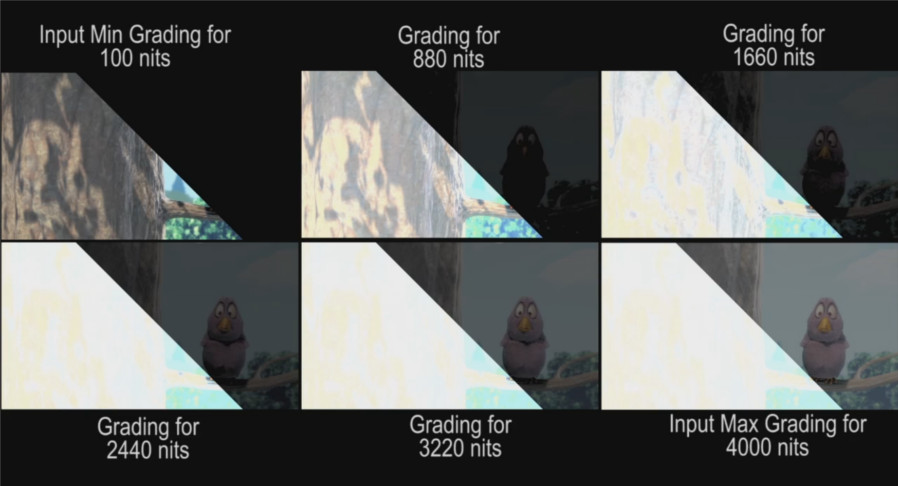 Input Min Grading for
100 nits
Grading for
880 nits
Grading for
1660 nits
Grading for
2440 nits
Grading for
3220 nits
Input Max Grading for
4000 nits